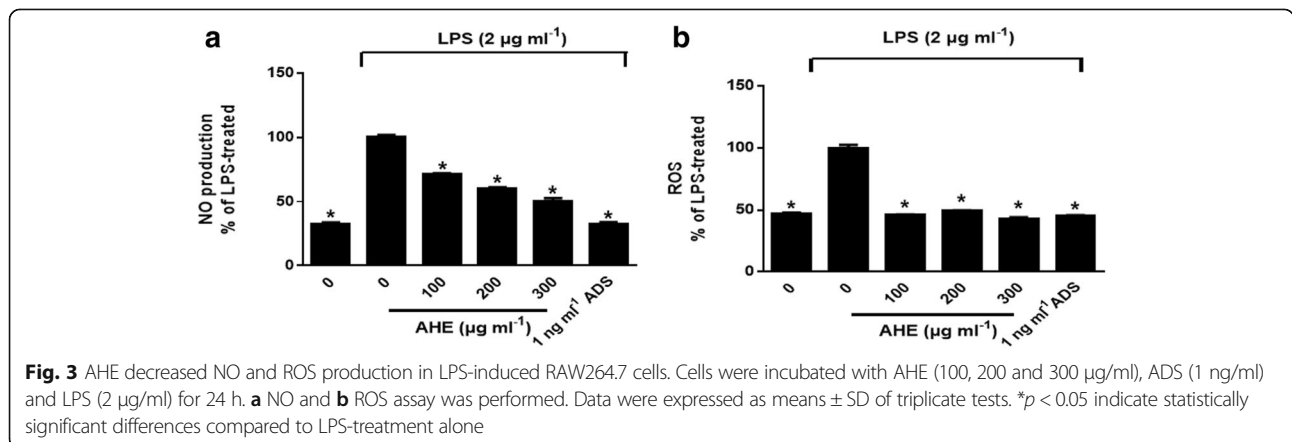 a
LPS (2 µg ml⁻¹)
NO production
% of LPS-treated
150
100
50
0
*
*
*
*
*
0
0
100
200
300
1 ng ml⁻¹ ADS
AHE (µg ml⁻¹)
b
LPS (2 µg ml⁻¹)
ROS
% of LPS-treated
150
100
50
0
*
*
*
*
*
0
0
100
200
300
1 ng ml⁻¹ ADS
AHE (µg ml⁻¹)
Fig. 3 AHE decreased NO and ROS production in LPS-induced RAW264.7 cells. Cells were incubated with AHE (100, 200 and 300 µg/ml), ADS (1 ng/ml)
and LPS (2 µg/ml) for 24 h. a NO and b ROS assay was performed. Data were expressed as means ± SD of triplicate tests. *p < 0.05 indicate statistically
significant differences compared to LPS-treatment alone